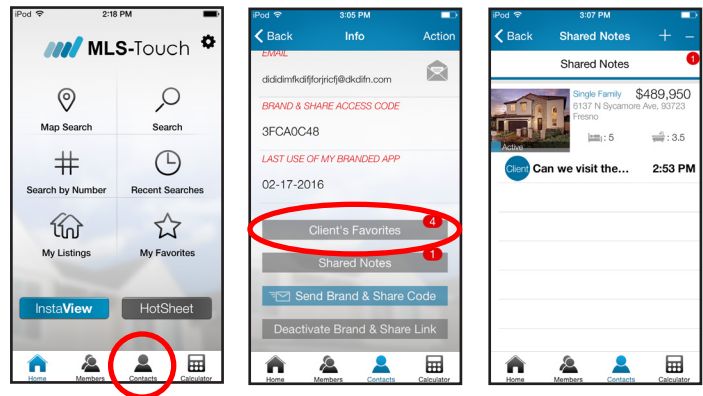 iPod 2:18 PM
MLS-Touch
Map Search Search
Search by Number Recent Searches
My Listings My Favorites
InstaView HotSheet
Home Members Contacts Calculator
iPod 3:05 PM
Back Info Action
EMAIL
dididimfkdifjforjricfj@dkdifn.com
BRAND & SHARE ACCESS CODE
3FCA0C48
LAST USE OF MY BRANDED APP
02-17-2016
Client's Favorites 4
Shared Notes 1
Send Brand & Share Code
Deactivate Brand & Share Link
Home Members Contacts Calculator
iPod 3:07 PM
Back Shared Notes + −
Shared Notes 1
Single Family $489,950
6137 N Sycamore Ave, 93723
Fresno
: 5 : 3.5
Active
Client Can we visit the... 2:53 PM
Home Members Contacts Calculator